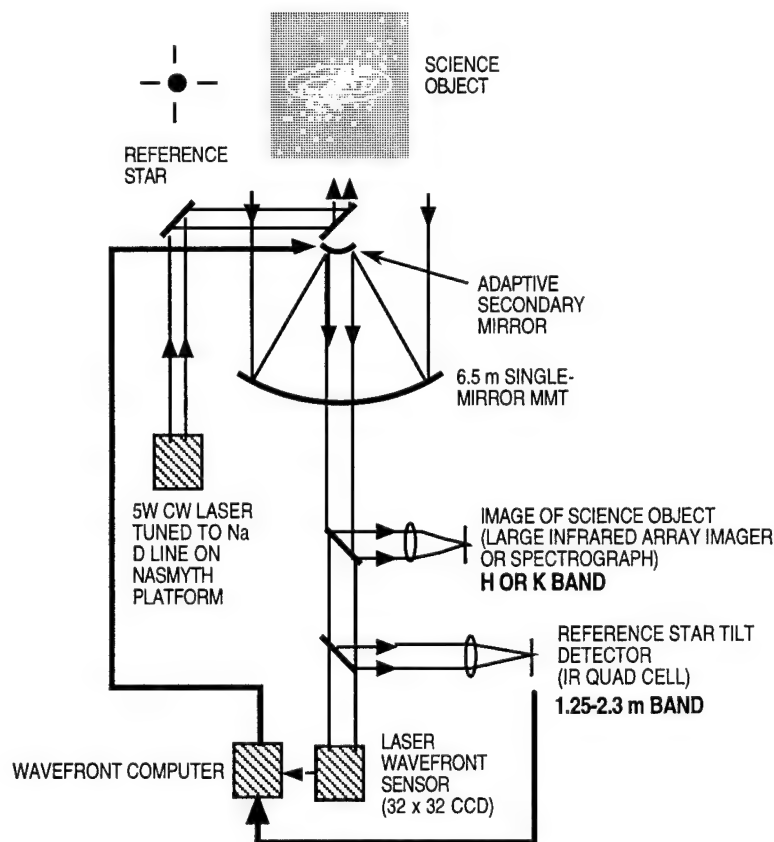 SCIENCE
OBJECT
REFERENCE
STAR
ADAPTIVE
SECONDARY
MIRROR
6.5 m SINGLE-
MIRROR MMT
5W CW LASER
TUNED TO Na
D LINE ON
NASMYTH
PLATFORM
IMAGE OF SCIENCE OBJECT
(LARGE INFRARED ARRAY IMAGER
OR SPECTROGRAPH)
H OR K BAND
REFERENCE STAR TILT
DETECTOR
(IR QUAD CELL)
1.25-2.3 m BAND
WAVEFRONT COMPUTER
LASER
WAVEFRONT
SENSOR
(32 x 32 CCD)